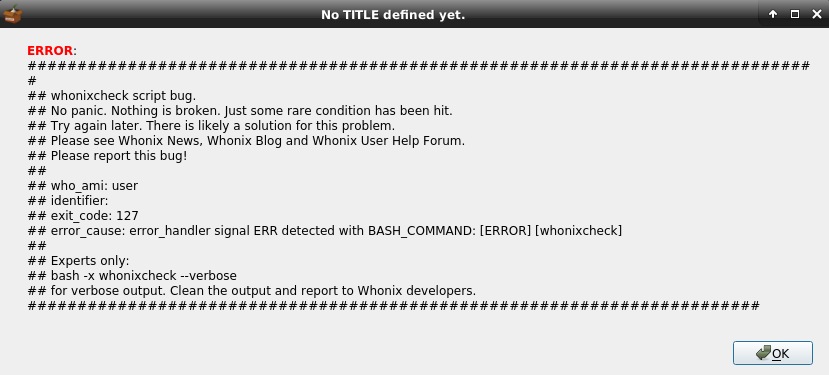 No TITLE defined yet.
ERROR:
##############################################################################
#
## whonixcheck script bug.
## No panic. Nothing is broken. Just some rare condition has been hit.
## Try again later. There is likely a solution for this problem.
## Please see Whonix News, Whonix Blog and Whonix User Help Forum.
## Please report this bug!
##
## who_ami: user
## identifier:
## exit_code: 127
## error_cause: error_handler signal ERR detected with BASH_COMMAND: [ERROR] [whonixcheck]
##
## Experts only:
## bash -x whonixcheck --verbose
## for verbose output. Clean the output and report to Whonix developers.
#########################################################################
OK